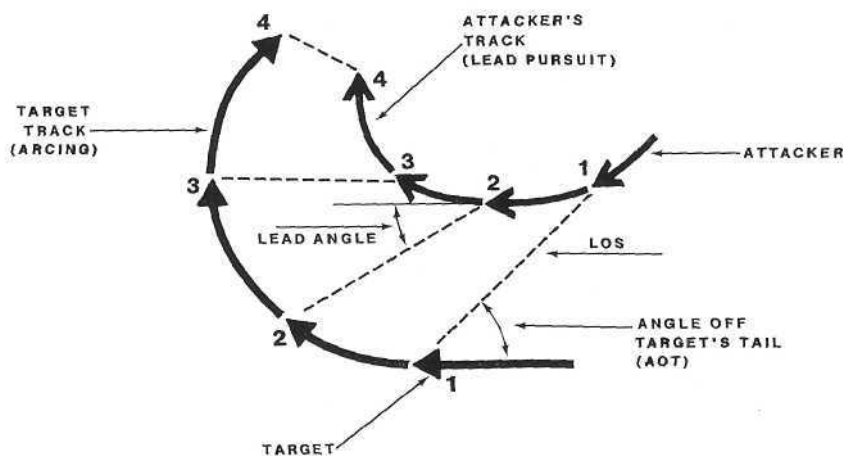 4
ATTACKER'S
TRACK
(LEAD PURSUIT)
4
TARGET
TRACK
(ARCING)
3
3
2
1
ATTACKER
LEAD ANGLE
LOS
2
1
ANGLE OFF
TARGET'S TAIL
(AOT)
TARGET